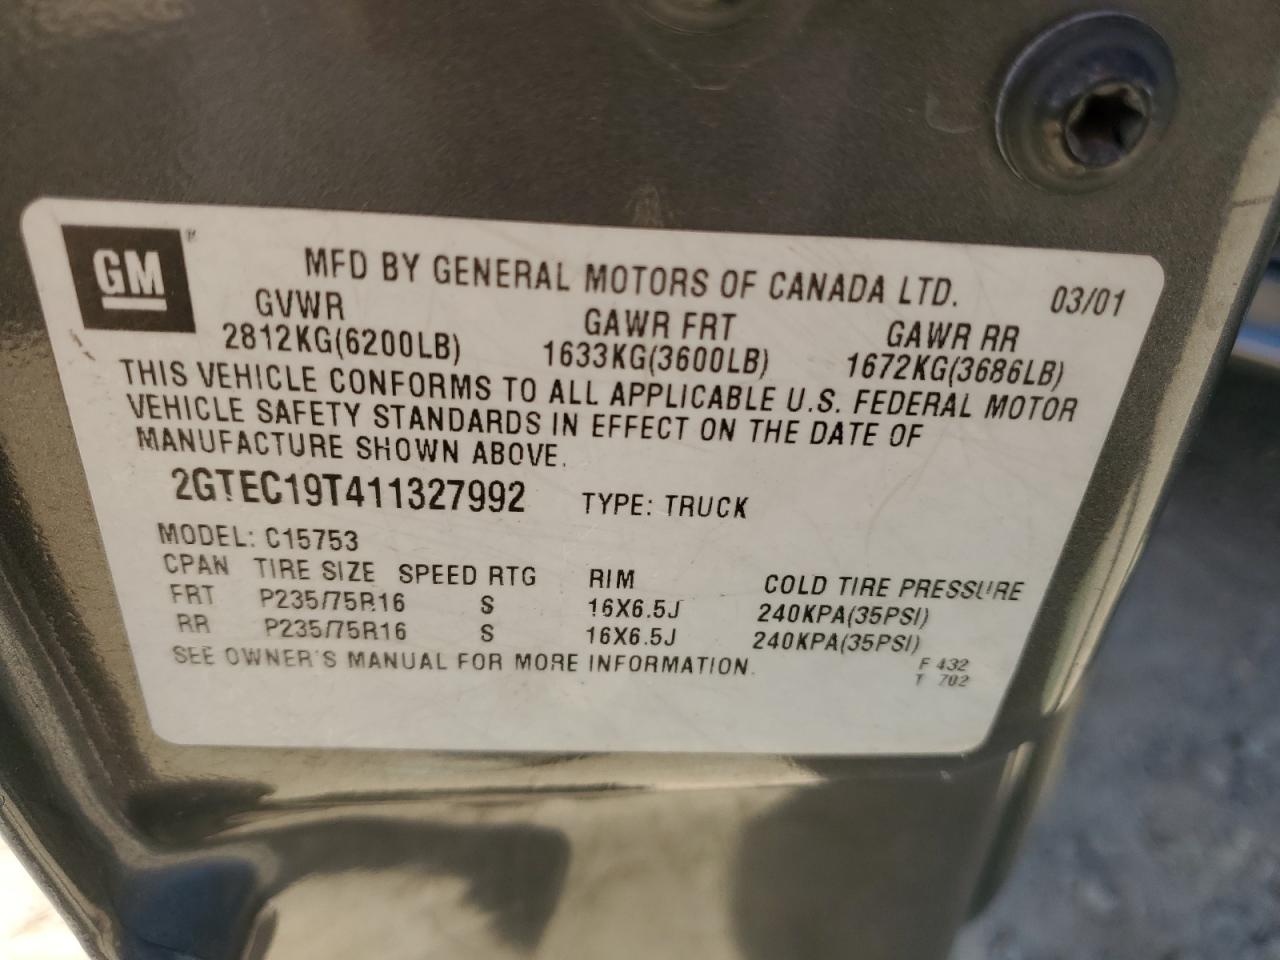 GM
MFD BY GENERAL MOTORS OF CANADA LTD. 03/01
GVWR GAWR FRT GAWR RR
2812KG(6200LB) 1633KG(3600LB) 1672KG(3686LB)
THIS VEHICLE CONFORMS TO ALL APPLICABLE U.S. FEDERAL MOTOR
VEHICLE SAFETY STANDARDS IN EFFECT ON THE DATE OF
MANUFACTURE SHOWN ABOVE.
2GTEC19T411327992 TYPE: TRUCK
MODEL: C15753
CPAN TIRE SIZE SPEED RTG RIM COLD TIRE PRESSURE
FRT P235/75R16 S 16X6.5J 240KPA(35PSI)
RR P235/75R16 S 16X6.5J 240KPA(35PSI)
SEE OWNER'S MANUAL FOR MORE INFORMATION.
F 432
T 702